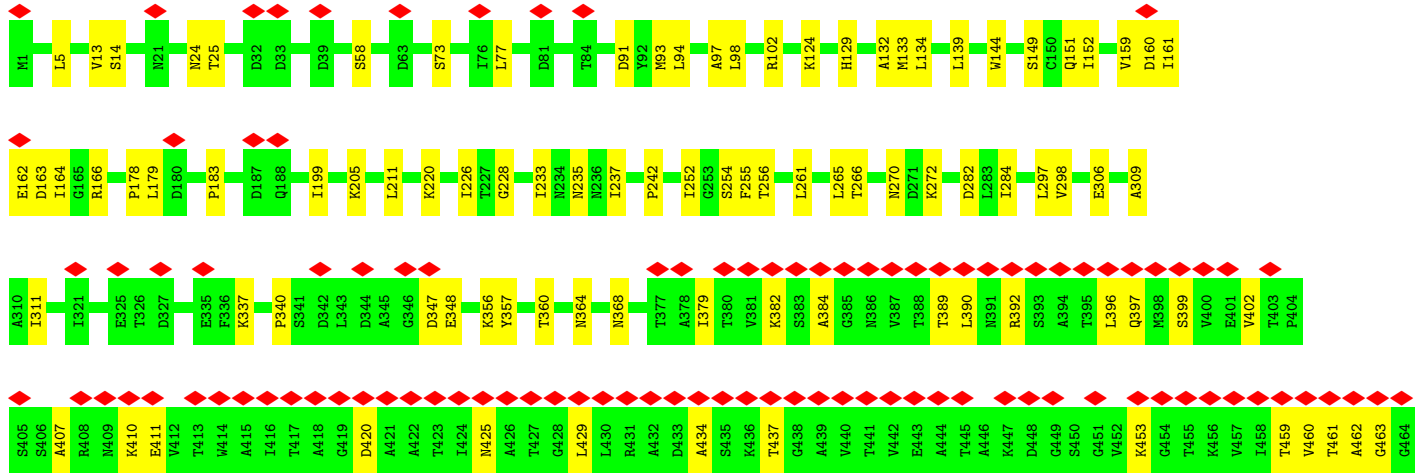 M1 L5 V13 S14 N21 N24 T25 D32 D33 D39 S58 D63 S73 I76 L77 D81 T84 D91 Y92 M93 L94 A97 L98 R102 K124 H129 A132 M133 L134 L139 W144 S149 C150 Q151 I152 V159 D160 I161
E162 D163 I164 G165 R166 P178 L179 D180 P183 D187 Q188 I199 K205 L211 K220 I226 T227 G228 I233 N234 N235 N236 I237 P242 I252 G253 S254 F255 T256 L261 L265 T266 N270 D271 K272 D282 L283 I284 L297 V298 E306 A309
A310 I311 I321 E325 T326 D327 E335 F336 K337 P340 S341 D342 L343 D344 A345 G346 D347 E348 K356 Y357 T360 N364 N368 T377 A378 I379 T380 V381 K382 S383 A384 G385 N386 V387 T388 T389 L390 N391 R392 S393 A394 T395 L396 Q397 M398 S399 V400 E401 V402 T403 P404
S405 S406 A407 R408 N409 K410 E411 V412 T413 W414 A415 I416 T417 A418 G419 D420 A421 A422 T423 I424 N425 A426 T427 G428 L429 L430 R431 A432 D433 A434 S435 K436 T437 G438 A439 V440 T441 V442 E443 A444 T445 A446 K447 D448 G449 S450 G451 V452 K453 G454 T455 K456 V457 I458 T459 V460 T461 A462 G463 G464